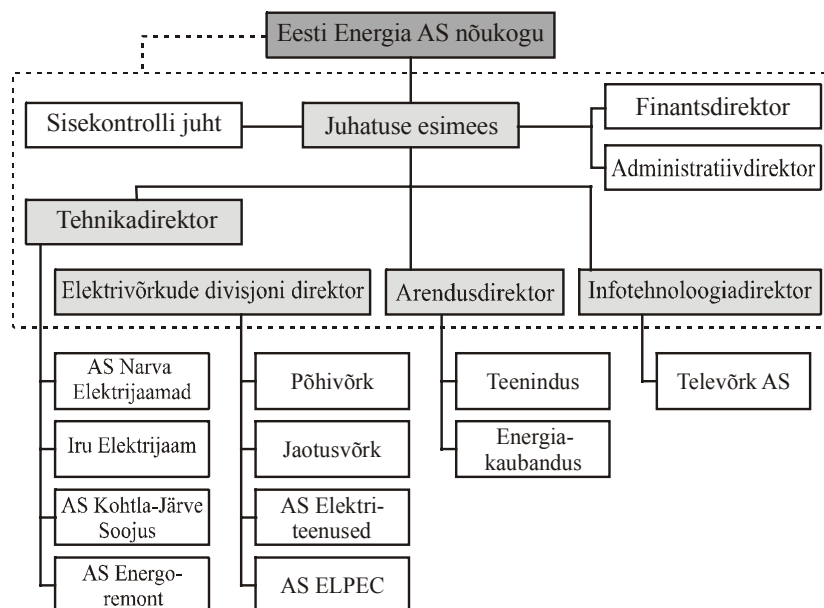 Eesti Energia AS nõukogu
Sisekontrolli juht
Juhatuse esimees
Finantsdirektor
Administratiivdirektor
Tehnikadirektor
Elektrivõrkude divisjoni direktor
Arendusdirektor
Infotehnoloogiadirektor
AS Narva
Elektrijaamad
Iru Elektrijaam
AS Kohtla-Järve
Soojus
AS Energo-
remont
Põhivõrk
Jaotusvõrk
AS Elektri-
teenused
AS ELPEC
Teenindus
Energia-
kaubandus
Televõrk AS